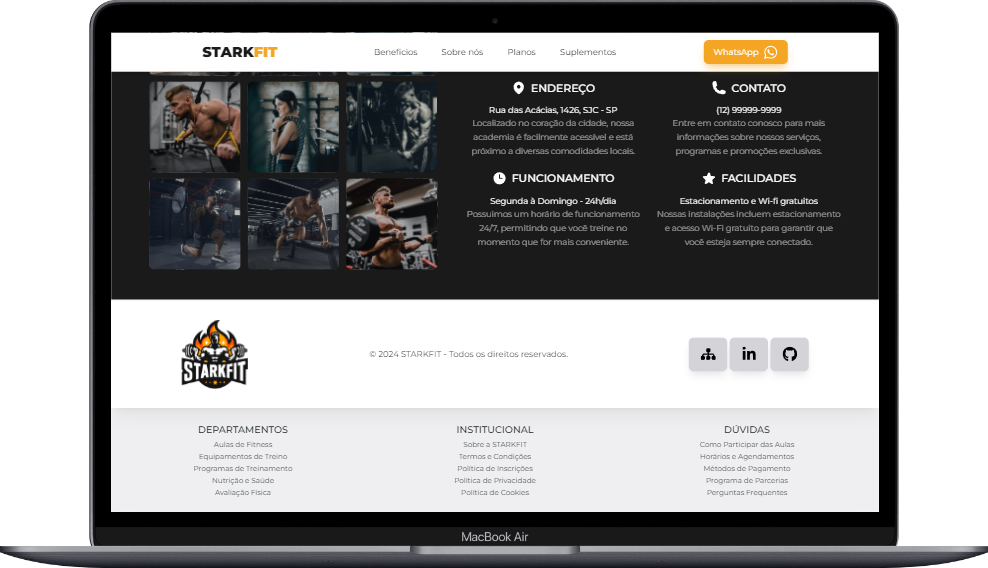 STARKFIT
Benefícios
Sobre nós
Planos
Suplementos
WhatsApp
ENDEREÇO
Rua das Acácias, 1426, SJC - SP
Localizado no coração da cidade, nossa
academia é facilmente acessível e está
próximo a diversas comodidades locais.
CONTATO
(12) 99999-9999
Entre em contato conosco para mais
informações sobre nossos serviços,
programas e promoções exclusivas.
FUNCIONAMENTO
Segunda à Domingo - 24h/dia
Possuimos um horário de funcionamento
24/7, permitindo que você treine no
momento que for mais conveniente.
FACILIDADES
Estacionamento e Wi-fi gratuitos
Nossas instalações incluem estacionamento
e acesso Wi-Fi gratuito para garantir que
você esteja sempre conectado.
STARKFIT
© 2024 STARKFIT - Todos os direitos reservados.
in
DEPARTAMENTOS
Aulas de Fitness
Equipamentos de Treino
Programas de Treinamento
Nutrição e Saúde
Avaliação Física
INSTITUCIONAL
Sobre a STARKFIT
Termos e Condições
Política de Inscrições
Política de Privacidade
Política de Cookies
DÚVIDAS
Como Participar das Aulas
Horários e Agendamentos
Métodos de Pagamento
Programa de Parcerias
Perguntas Frequentes
MacBook Air